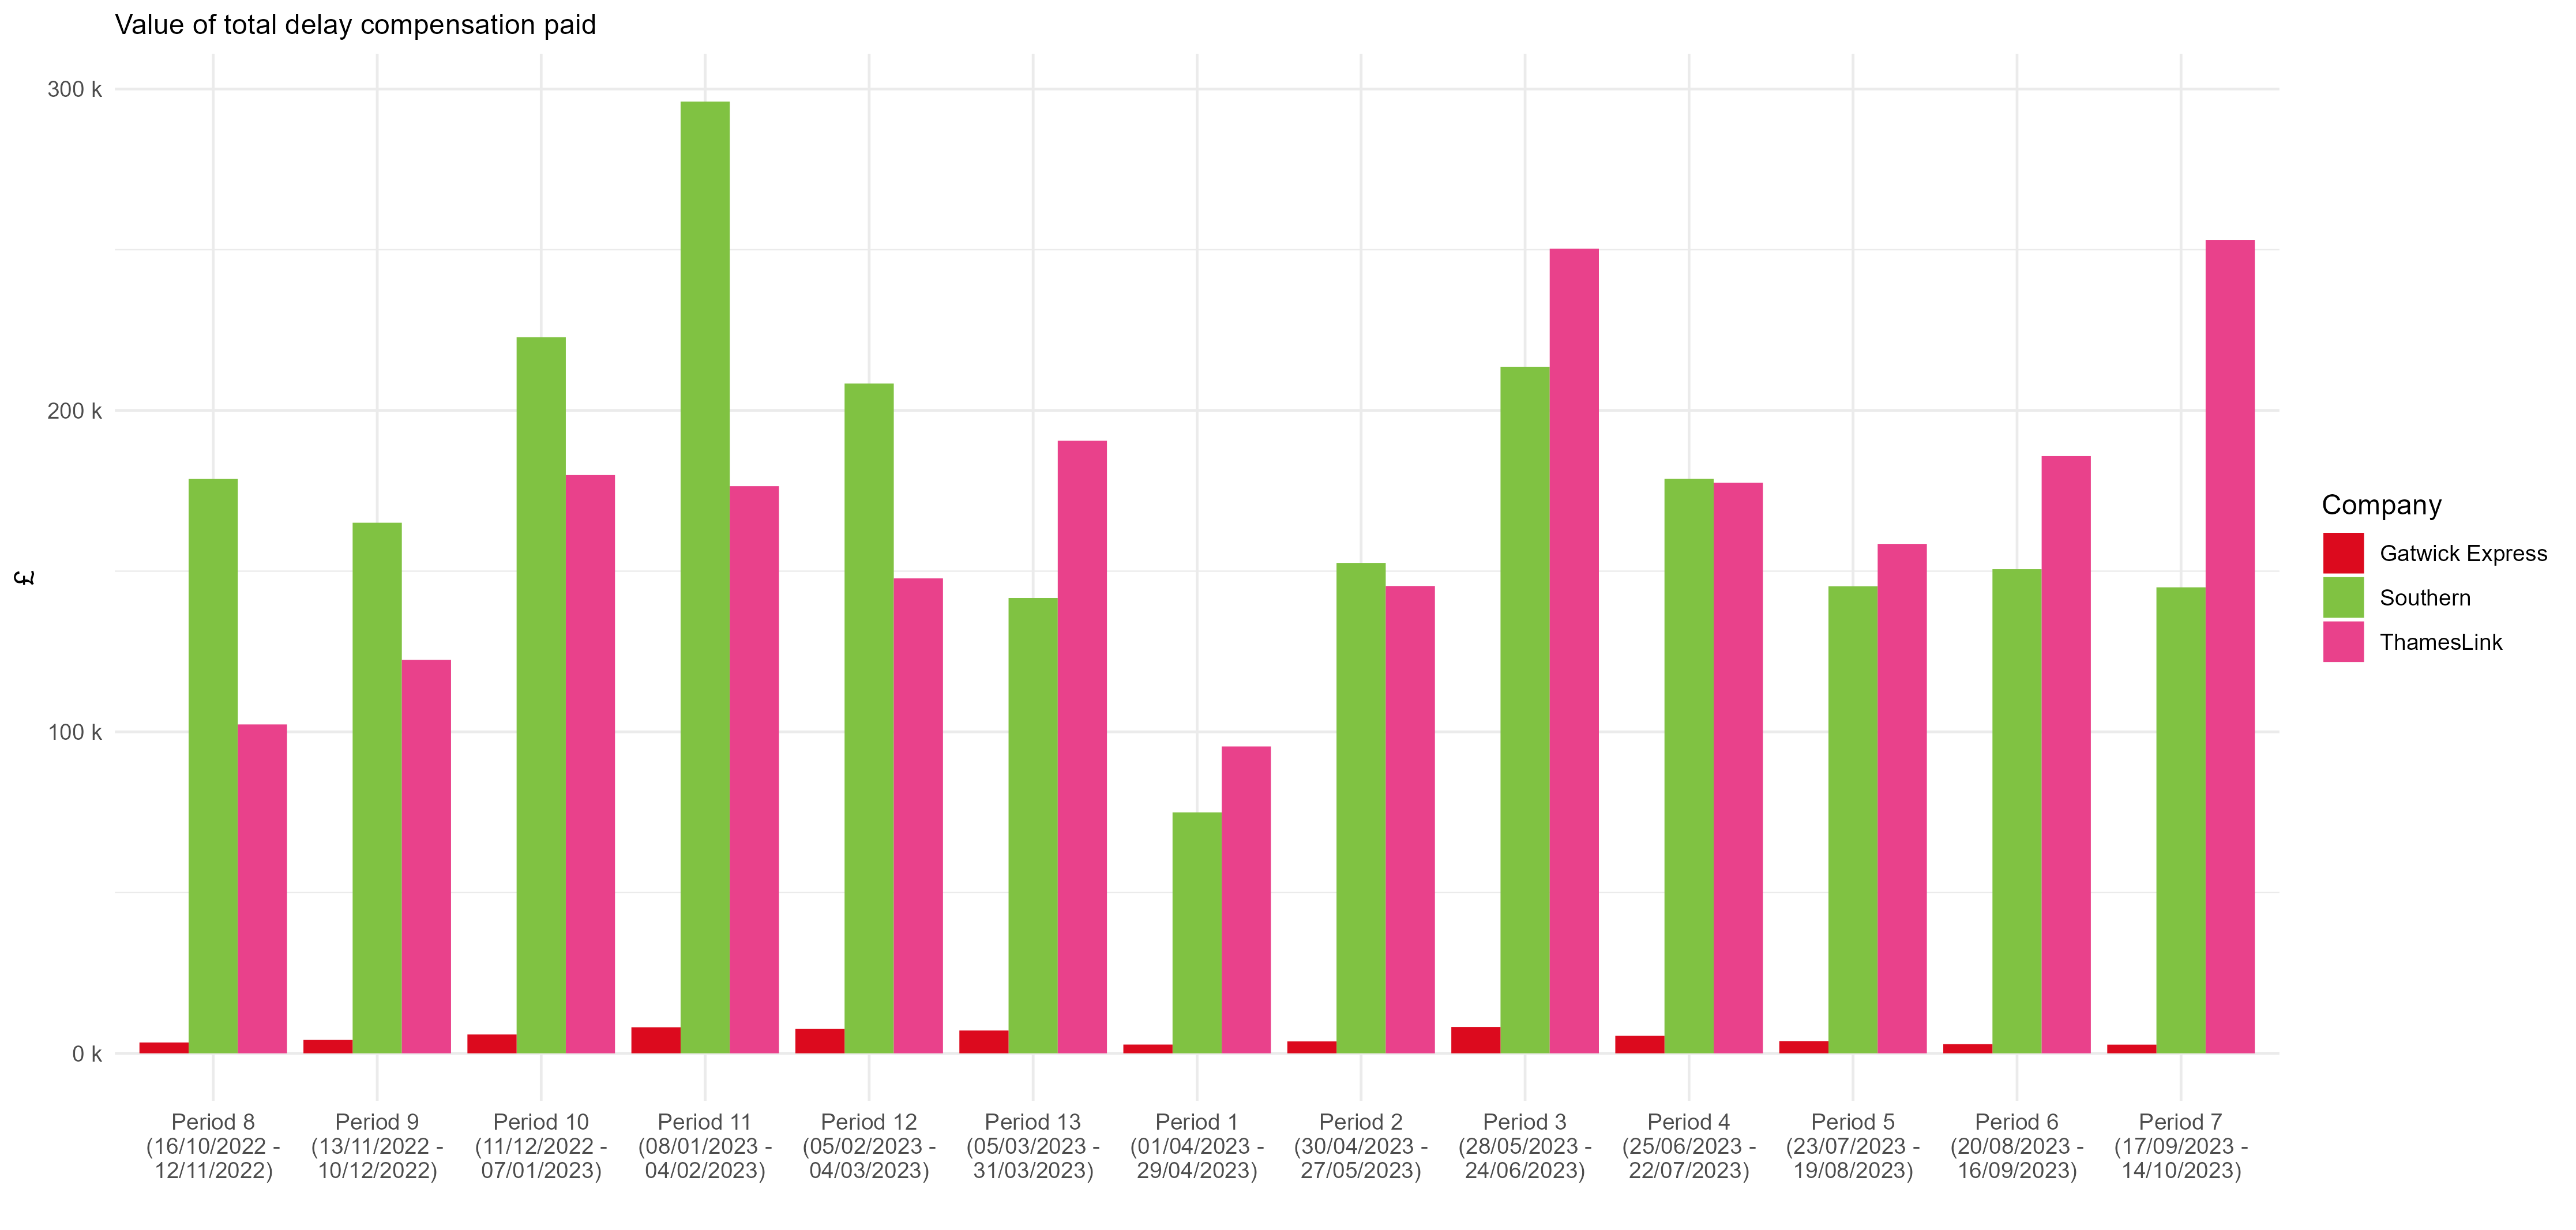 Value of total delay compensation paid
300 k
200 k
100 k
0 k
£
Period 8
(16/10/2022 -
12/11/2022)
Period 9
(13/11/2022 -
10/12/2022)
Period 10
(11/12/2022 -
07/01/2023)
Period 11
(08/01/2023 -
04/02/2023)
Period 12
(05/02/2023 -
04/03/2023)
Period 13
(05/03/2023 -
31/03/2023)
Period 1
(01/04/2023 -
29/04/2023)
Period 2
(30/04/2023 -
27/05/2023)
Period 3
(28/05/2023 -
24/06/2023)
Period 4
(25/06/2023 -
22/07/2023)
Period 5
(23/07/2023 -
19/08/2023)
Period 6
(20/08/2023 -
16/09/2023)
Period 7
(17/09/2023 -
14/10/2023)
Company
Gatwick Express
Southern
ThamesLink